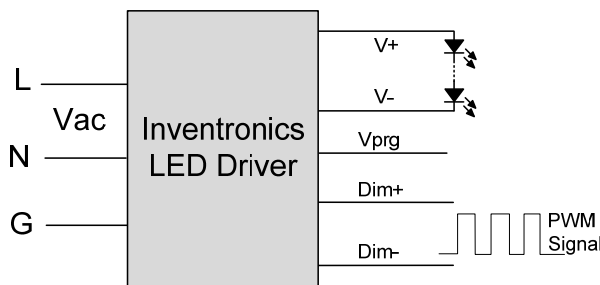 L
Vac
N
G
Inventronics
LED Driver
V+
V-
Vprg
Dim+
Dim-
PWM
Signal